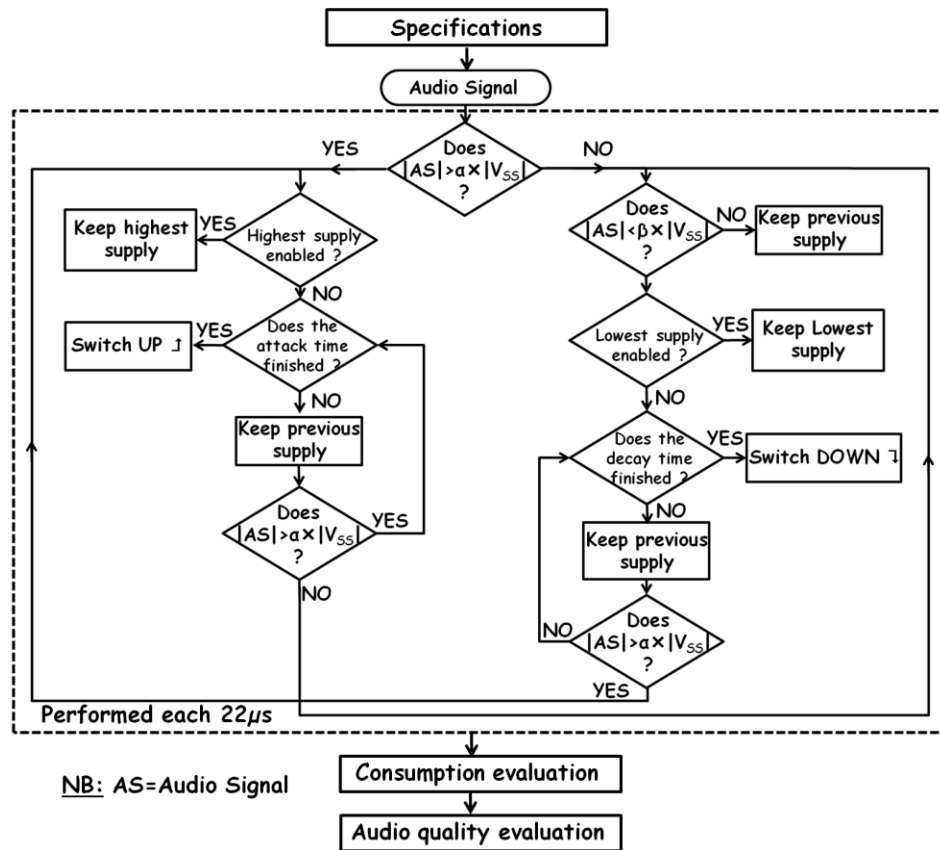 Specifications
Audio Signal
Does
|AS|>α×|VSS|
?
YES
NO
Highest supply
enabled ?
YES
Keep highest
supply
NO
Does the
attack time
finished ?
YES
Switch UP ↥
NO
Keep previous
supply
Does
|AS|>α×|VSS|
?
YES
NO
Does
|AS|<β×|VSS|
?
NO
Keep previous
supply
YES
Lowest supply
enabled ?
YES
Keep Lowest
supply
NO
Does the
decay time
finished ?
YES
Switch DOWN ↴
NO
Keep previous
supply
Does
|AS|>α×|VSS|
?
NO
YES
Performed each 22µs
NB: AS=Audio Signal
Consumption evaluation
Audio quality evaluation